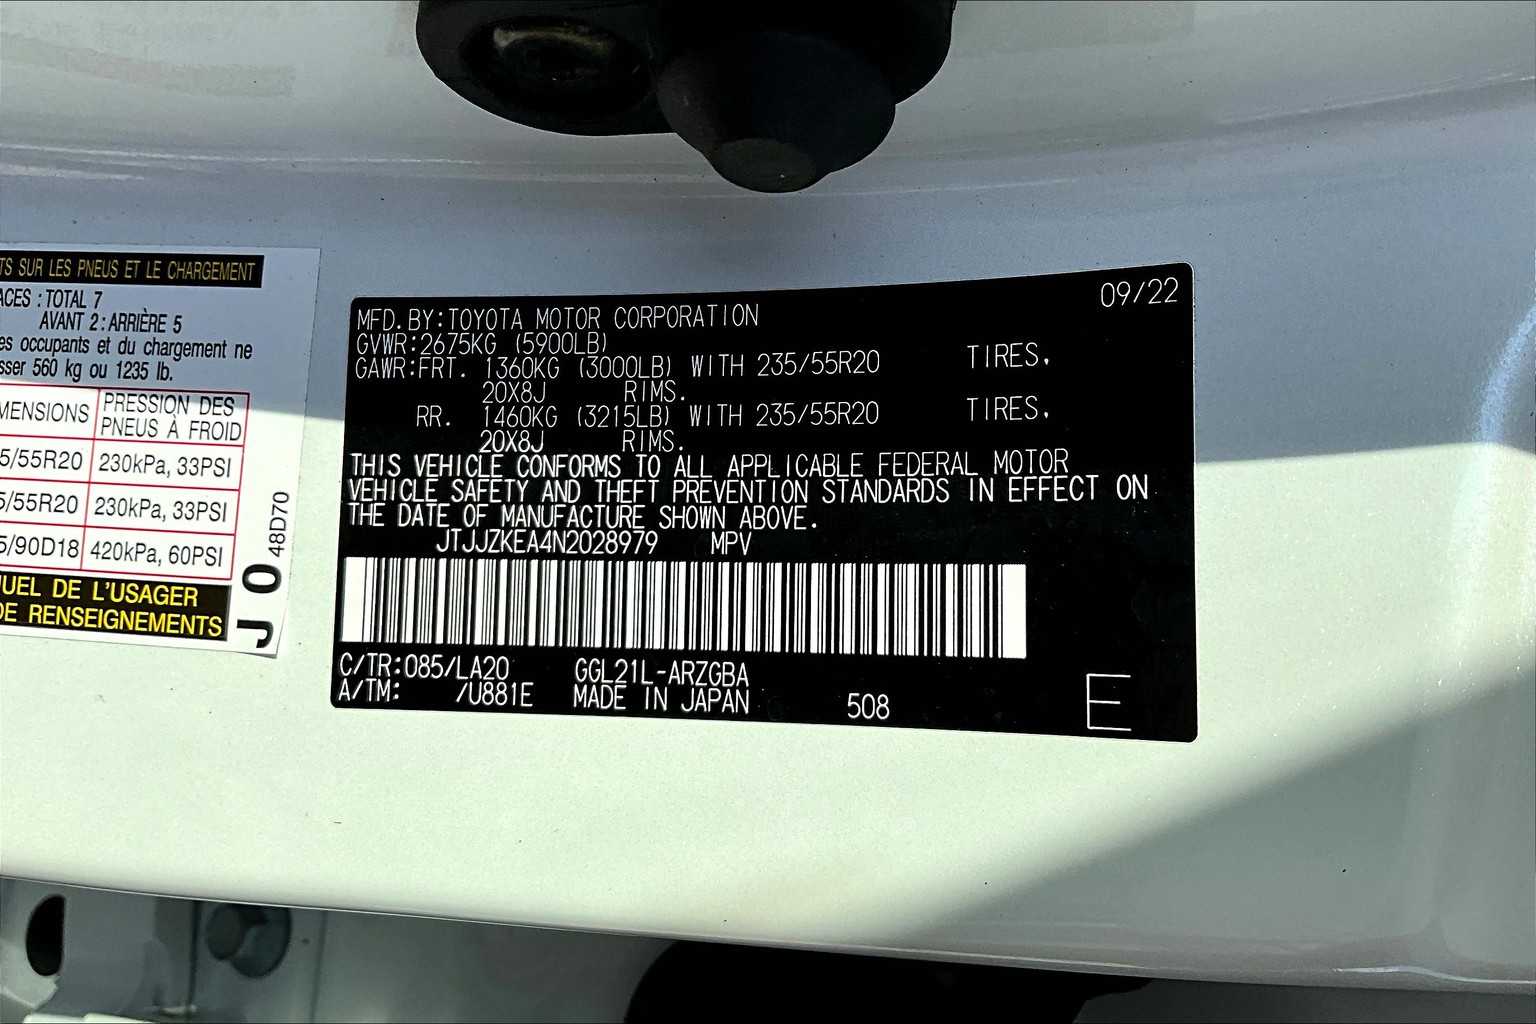 TS SUR LES PNEUS ET LE CHARGEMENT
ACES : TOTAL 7
AVANT 2 : ARRIÈRE 5
es occupants et du chargement ne
sser 560 kg ou 1235 lb.
MENSIONS PRESSION DES PNEUS À FROID
5/55R20 230kPa, 33PSI
5/55R20 230kPa, 33PSI
5/90D18 420kPa, 60PSI
UEL DE L'USAGER
DE RENSEIGNEMENTS
48D70
J 0
09/22
MFD. BY:TOYOTA MOTOR CORPORATION
GVWR:2675KG (5900LB)
GAWR:FRT. 1360KG (3000LB) WITH 235/55R20 TIRES,
20X8J RIMS.
RR. 1460KG (3215LB) WITH 235/55R20 TIRES,
20X8J RIMS.
THIS VEHICLE CONFORMS TO ALL APPLICABLE FEDERAL MOTOR
VEHICLE SAFETY AND THEFT PREVENTION STANDARDS IN EFFECT ON
THE DATE OF MANUFACTURE SHOWN ABOVE.
JTJJZKEA4N2028979 MPV
C/TR:085/LA20 GGL21L-ARZGBA
A/TM: /U881E MADE IN JAPAN 508
E